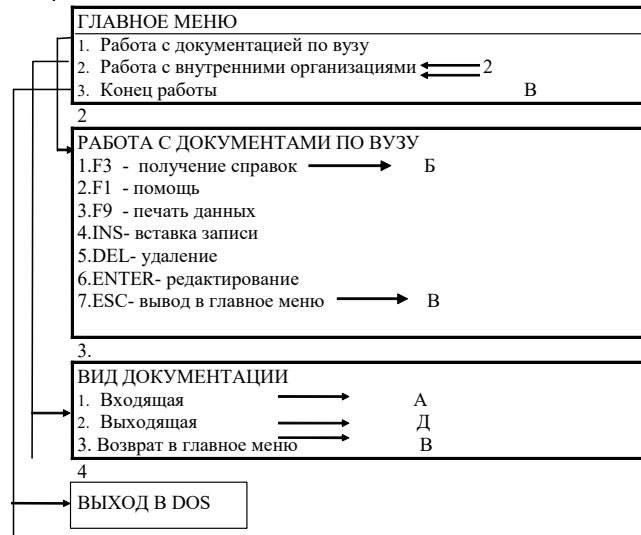 ГЛАВНОЕ МЕНЮ
1. Работа с документацией по вузу
2. Работа с внутренними организациями 2
3. Конец работы В
2
РАБОТА С ДОКУМЕНТАМИ ПО ВУЗУ
1.F3 - получение справок Б
2.F1 - помощь
3.F9 - печать данных
4.INS- вставка записи
5.DEL- удаление
6.ENTER- редактирование
7.ESC- вывод в главное меню В
3.
ВИД ДОКУМЕНТАЦИИ
1. Входящая А
2. Выходящая Д
3. Возврат в главное меню В
4
ВЫХОД В DOS